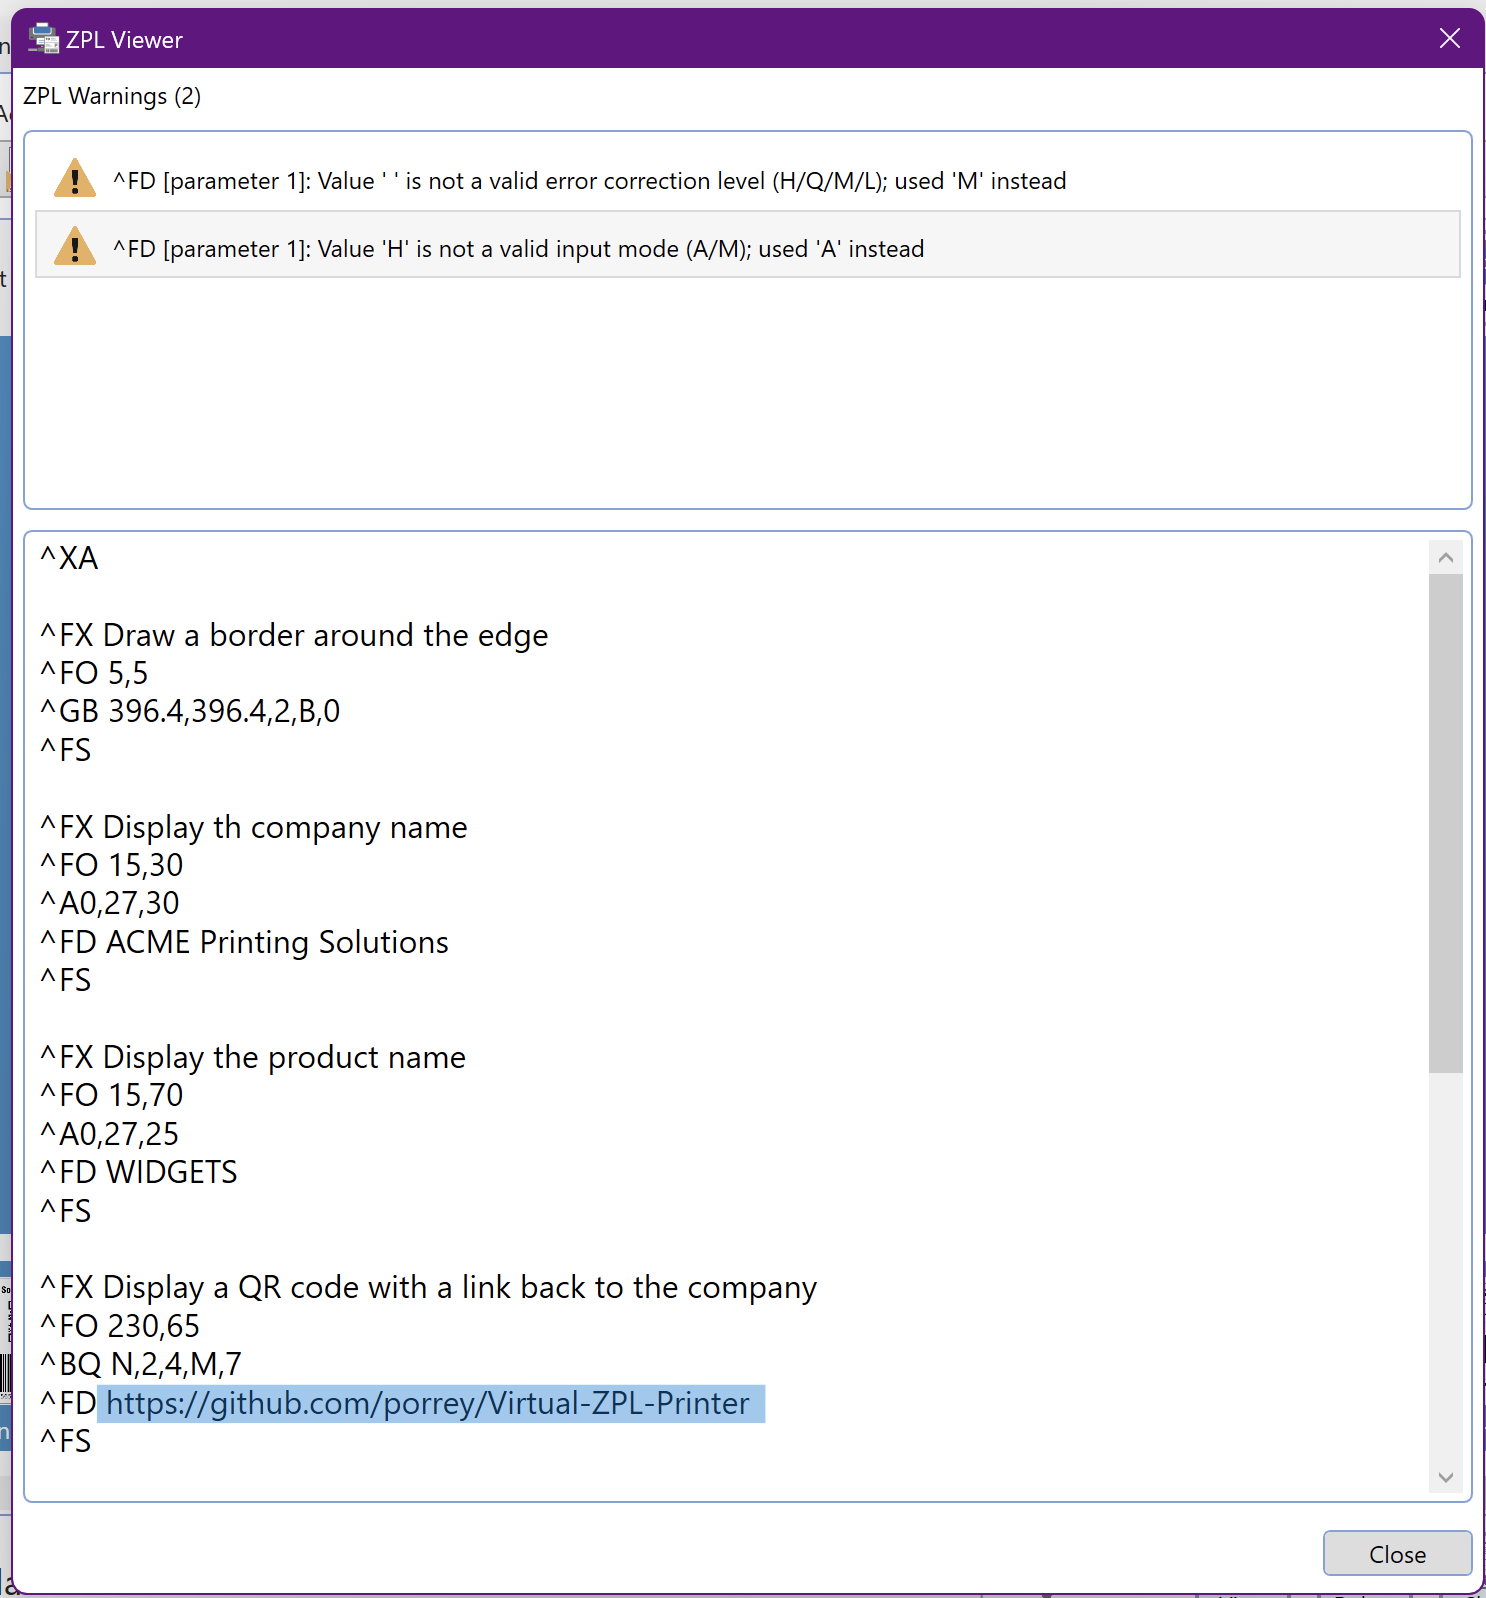 ZPL Viewer
ZPL Warnings (2)
^FD [parameter 1]: Value ' ' is not a valid error correction level (H/Q/M/L); used 'M' instead
^FD [parameter 1]: Value 'H' is not a valid input mode (A/M); used 'A' instead
^XA
^FX Draw a border around the edge
^FO 5,5
^GB 396.4,396.4,2,B,0
^FS
^FX Display th company name
^FO 15,30
^A0,27,30
^FD ACME Printing Solutions
^FS
^FX Display the product name
^FO 15,70
^A0,27,25
^FD WIDGETS
^FS
^FX Display a QR code with a link back to the company
^FO 230,65
^BQ N,2,4,M,7
^FD https://github.com/porrey/Virtual-ZPL-Printer
^FS
Close